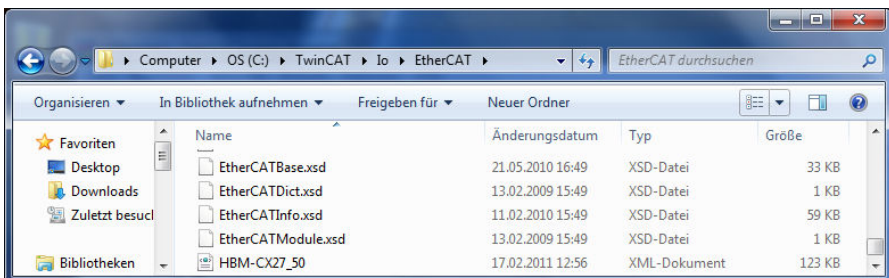 Computer ▸ OS (C:) ▸ TwinCAT ▸ Io ▸ EtherCAT ▸ EtherCAT durchsuchen
Organisieren In Bibliothek aufnehmen Freigeben für Neuer Ordner
Favoriten
Desktop
Downloads
Zuletzt besucl
Bibliotheken
Name Änderungsdatum Typ Größe
EtherCATBase.xsd 21.05.2010 16:49 XSD-Datei 33 KB
EtherCATDict.xsd 13.02.2009 15:49 XSD-Datei 1 KB
EtherCATInfo.xsd 11.02.2010 15:49 XSD-Datei 59 KB
EtherCATModule.xsd 13.02.2009 15:49 XSD-Datei 1 KB
HBM-CX27_50 17.02.2011 12:56 XML-Dokument 123 KB